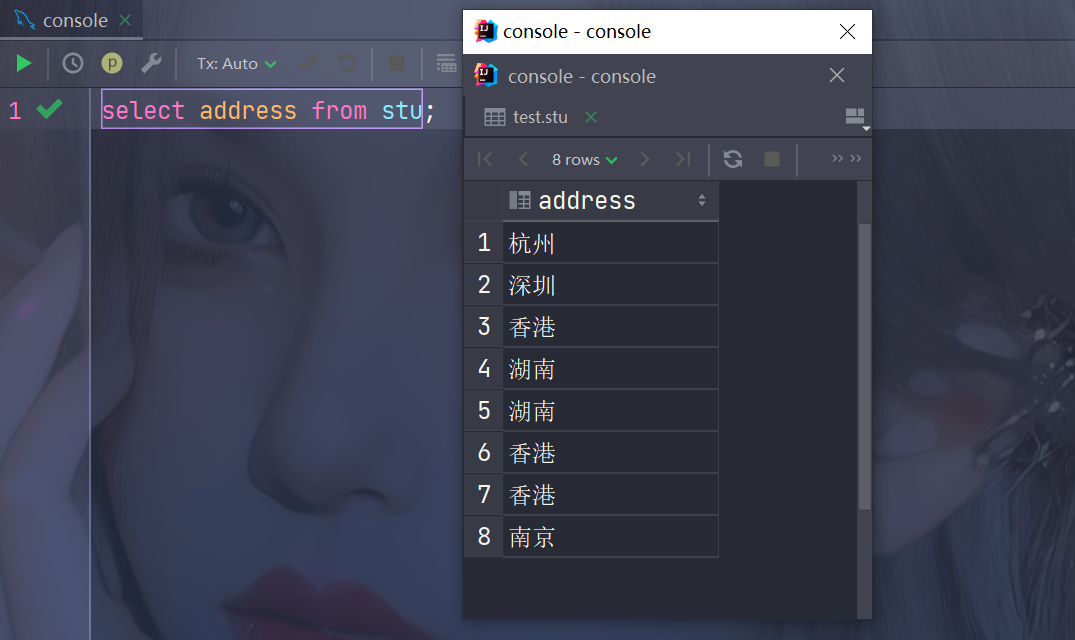 console
Tx: Auto
1 select address from stu;
console - console
console - console
test.stu
8 rows
address
1 杭州
2 深圳
3 香港
4 湖南
5 湖南
6 香港
7 香港
8 南京